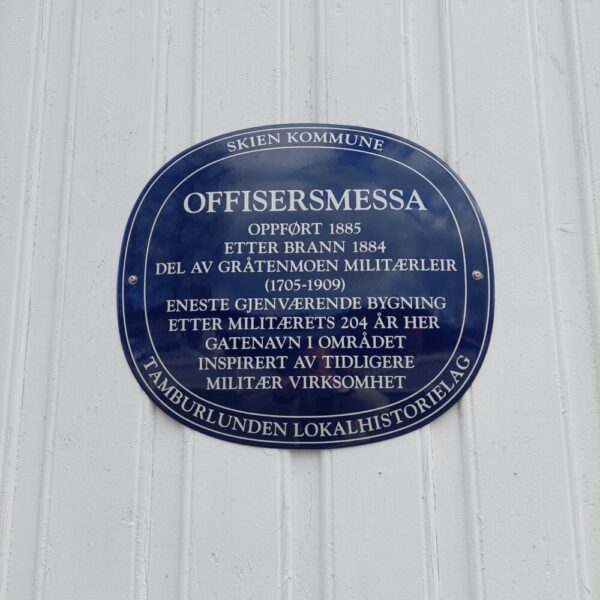 SKIEN KOMMUNE
OFFISERSMESSA
OPPFØRT 1885
ETTER BRANN 1884
DEL AV GRÅTENMOEN MILITÆRLEIR
(1705-1909)
ENESTE GJENVÆRENDE BYGNING
ETTER MILITÆRETS 204 ÅR HER
GATENAVN I OMRÅDET
INSPIRERT AV TIDLIGERE
MILITÆR VIRKSOMHET
TAMBURLUNDEN LOKALHISTORIELAG